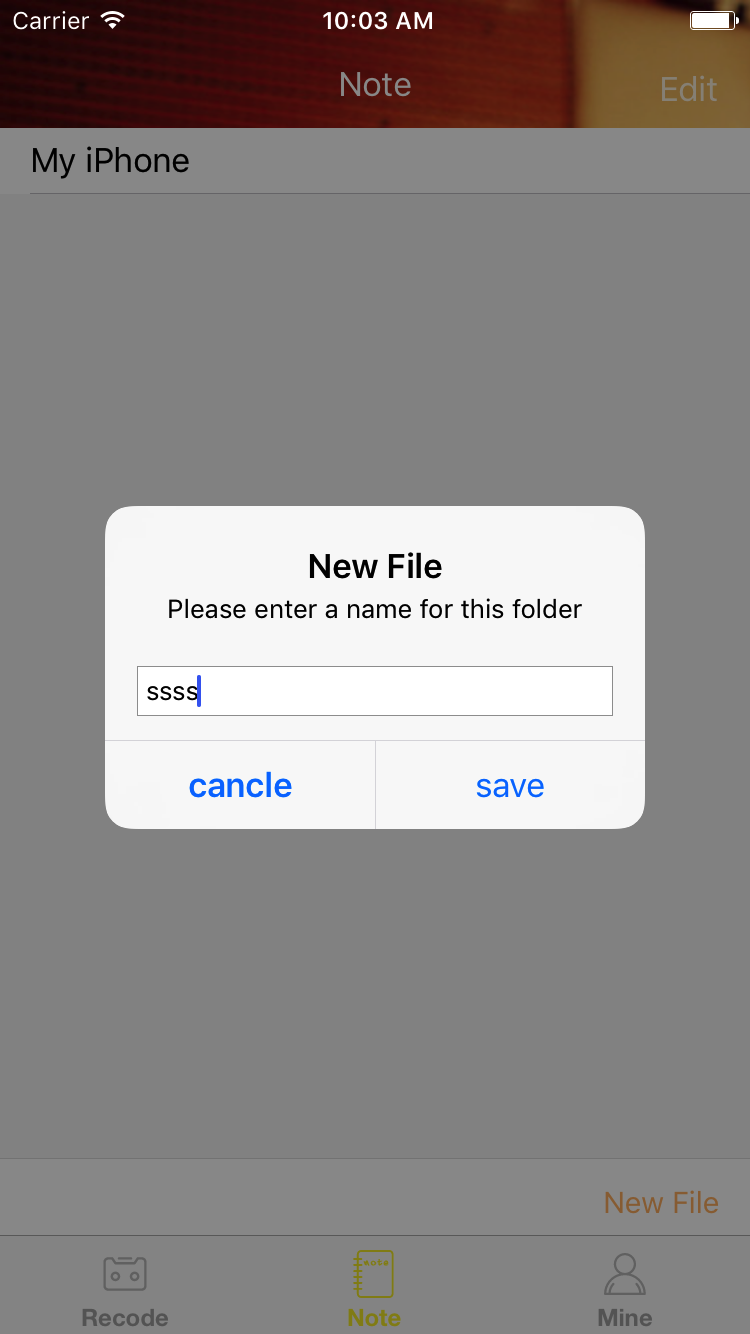 Carrier 10:03 AM
Note Edit
My iPhone
New File
Please enter a name for this folder
ssss
cancle save
New File
Note
Recode Note Mine